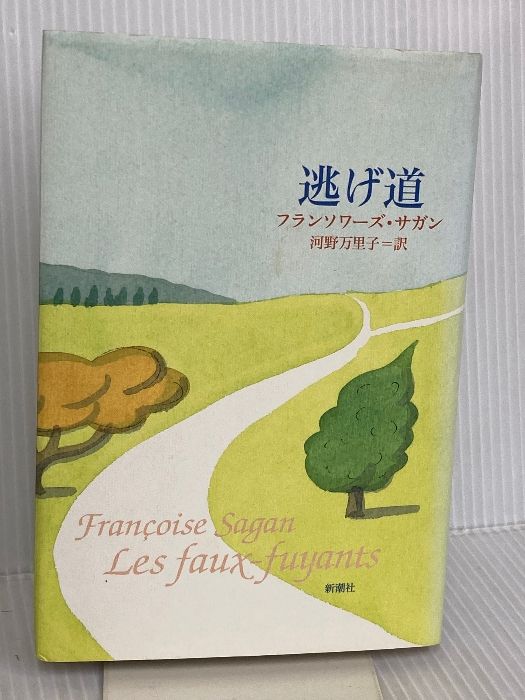 逃げ道
フランソワーズ・サガン
河野万里子＝訳
Françoise Sagan
Les faux-fuyants
新潮社